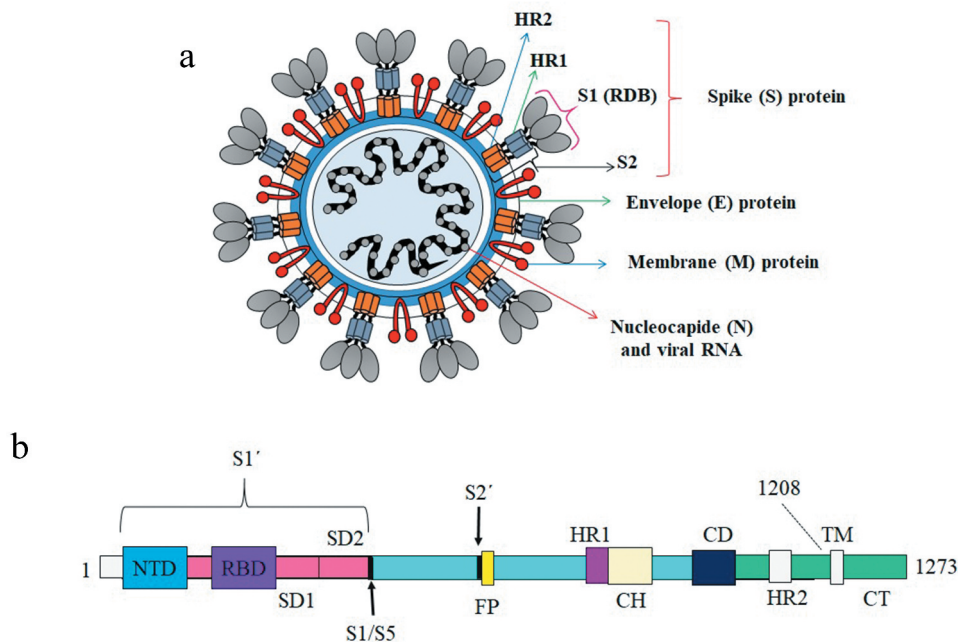 a
HR2
HR1
S1 (RDB)
Spike (S) protein
S2
Envelope (E) protein
Membrane (M) protein
Nucleocapide (N)
and viral RNA
b
S1′
S2′
1208
SD2
HR1
CD
TM
1
NTD
RBD
1273
SD1
FP
CH
HR2
CT
S1/S5